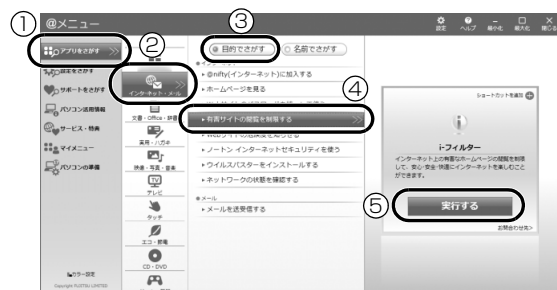 ① ② ③ ④ ⑤
@メニュー
設定 ヘルプ 最小化 最大化 閉じる
アプリをさがす
設定をさがす
サポートをさがす
パソコン活用情報
サービス・特典
マイメニュー
パソコンの準備
カラー設定
Copyright FUJITSU LIMITED
インターネット・メール
文書・Office・辞書
実用・ハガキ
映像・写真・音楽
テレビ
タッチ
エコ・節電
CD・DVD
目的でさがす 名前でさがす
@nifty(インターネット)に加入する
ホームページを見る
有害サイトの閲覧を制限する
Webサイトの危険度を知らせる
ノートン インターネットセキュリティを使う
ウイルスバスターをインストールする
ネットワークの状態を確認する
メール
メールを送受信する
ショートカットを追加
i-フィルター
インターネット上の有害なホームページの閲覧を制限
して、安心・安全・快適にインターネットを楽しむこと
ができます。
実行する
お問合わせ先>